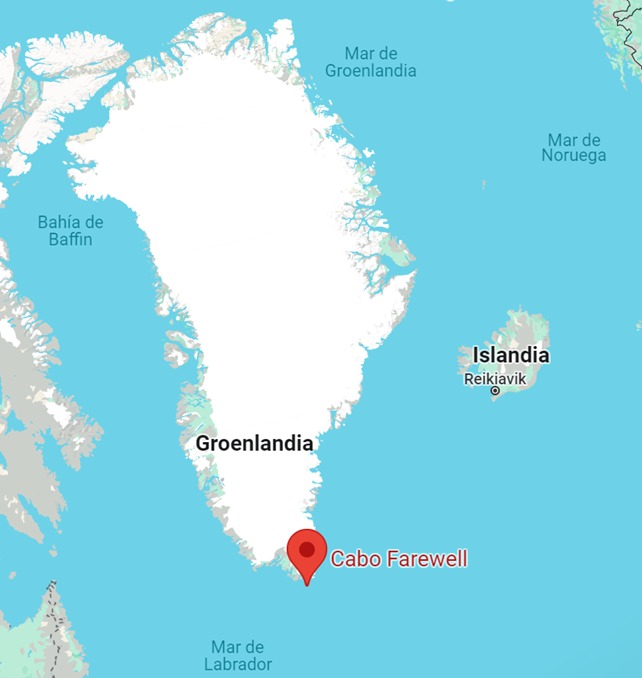 Mar de
Groenlandia
Mar de
Noruega
Bahía de
Baffin
Islandia
Reikiavik
Groenlandia
Cabo Farewell
Mar de
Labrador